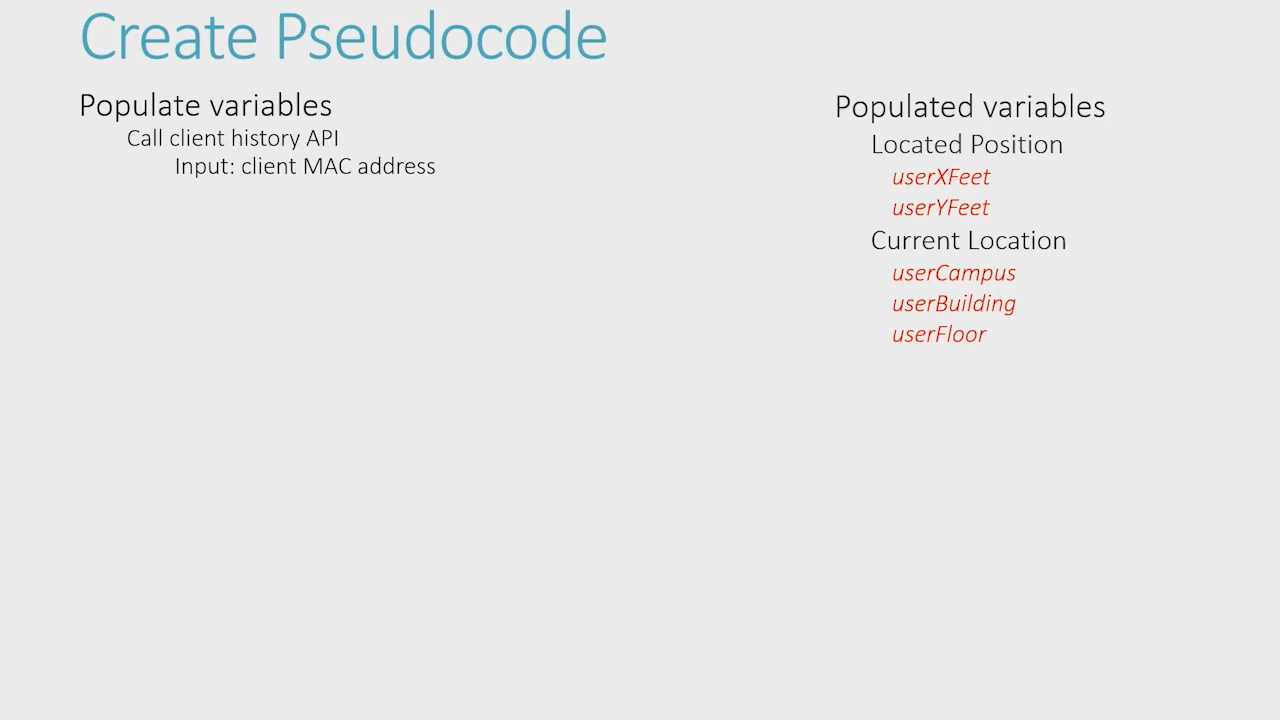 Create Pseudocode
Populate variables
Call client history API
Input: client MAC address
Populated variables
Located Position
userXFeet
userYFeet
Current Location
userCampus
userBuilding
userFloor